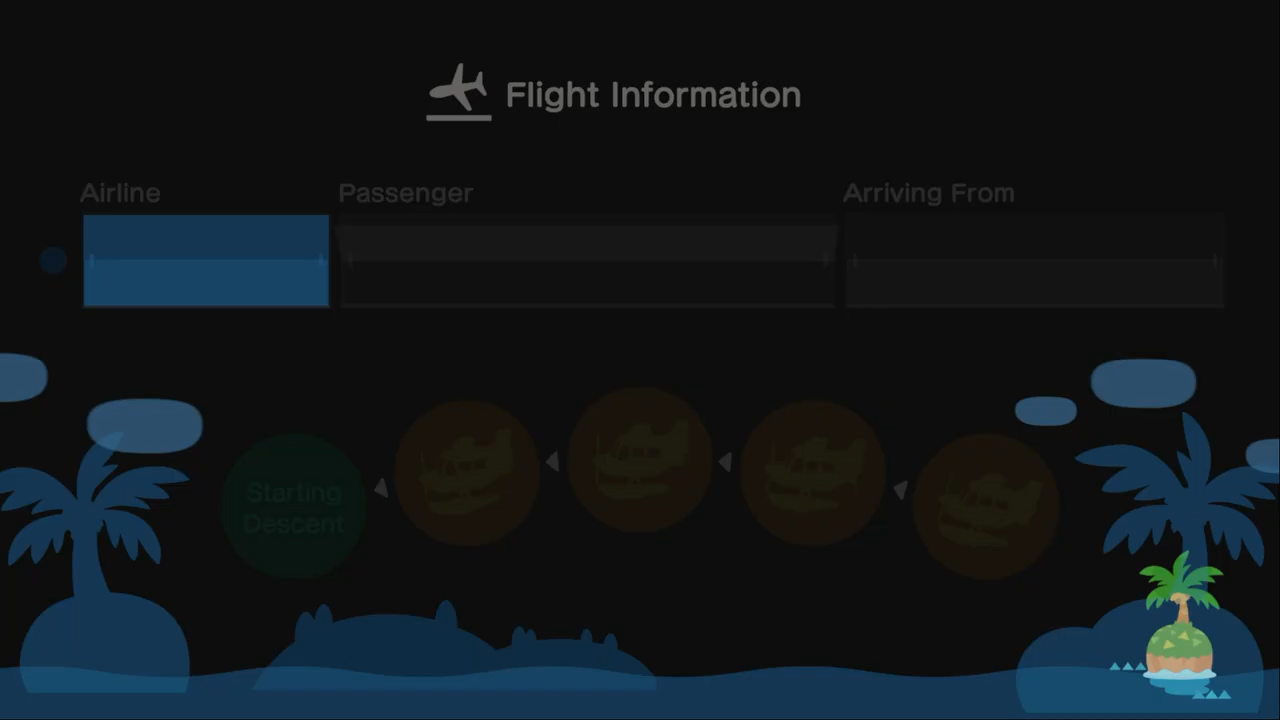 Flight Information
Airline
Passenger
Arriving From
Starting
Descent